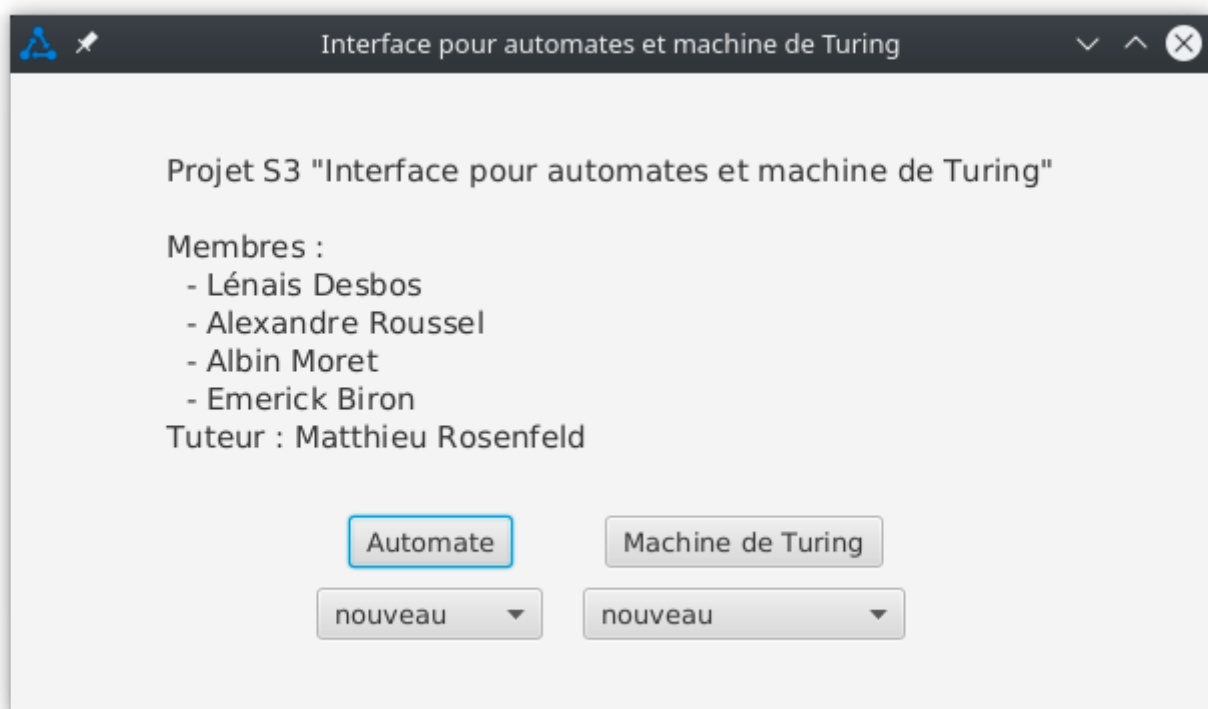 Interface pour automates et machine de Turing
Projet S3 "Interface pour automates et machine de Turing"
Membres :
- Lénais Desbos
- Alexandre Roussel
- Albin Moret
- Emerick Biron
Tuteur : Matthieu Rosenfeld
Automate Machine de Turing
nouveau nouveau